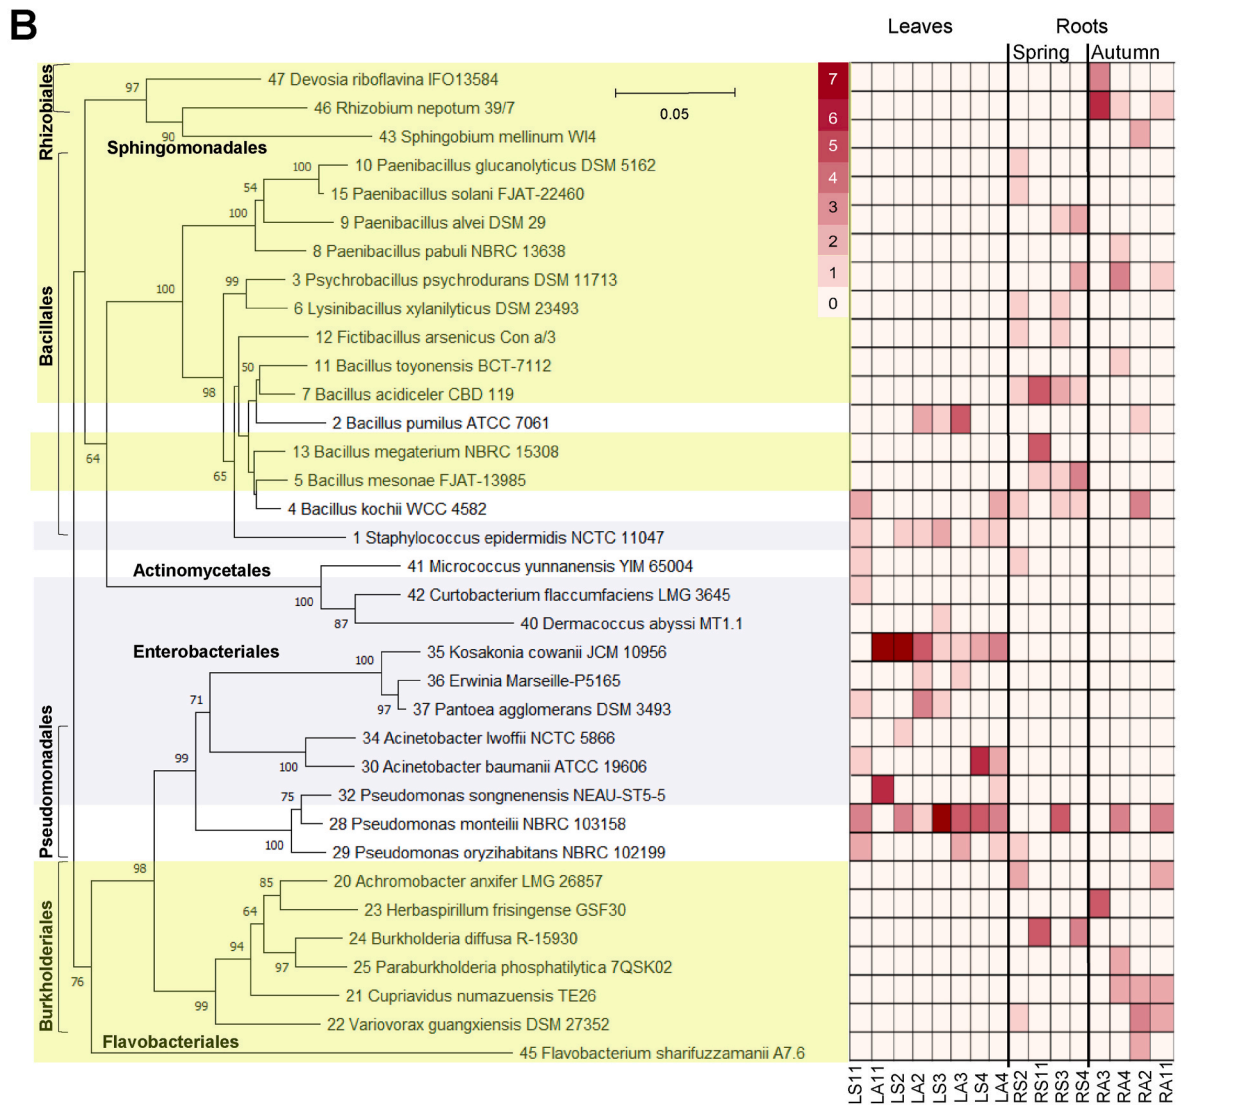 B
Leaves Roots
Spring Autumn
Rhizobiales
97
47 Devosia riboflavina IFO13584
46 Rhizobium nepotum 39/7
90
43 Sphingobium mellinum WI4
Sphingomonadales
0.05
7
6
5
4
3
2
1
0
Bacillales
100
10 Paenibacillus glucanolyticus DSM 5162
54
15 Paenibacillus solani FJAT-22460
100
9 Paenibacillus alvei DSM 29
8 Paenibacillus pabuli NBRC 13638
100
99
3 Psychrobacillus psychrodurans DSM 11713
6 Lysinibacillus xylanilyticus DSM 23493
12 Fictibacillus arsenicus Con a/3
50
11 Bacillus toyonensis BCT-7112
98
7 Bacillus acidiceler CBD 119
2 Bacillus pumilus ATCC 7061
64
13 Bacillus megaterium NBRC 15308
65
5 Bacillus mesonae FJAT-13985
4 Bacillus kochii WCC 4582
1 Staphylococcus epidermidis NCTC 11047
Actinomycetales
41 Micrococcus yunnanensis YIM 65004
100
42 Curtobacterium flaccumfaciens LMG 3645
87
40 Dermacoccus abyssi MT1.1
Enterobacteriales
100
35 Kosakonia cowanii JCM 10956
36 Erwinia Marseille-P5165
97
37 Pantoea agglomerans DSM 3493
71
Pseudomonadales
34 Acinetobacter lwoffii NCTC 5866
99
100
30 Acinetobacter baumanii ATCC 19606
75
32 Pseudomonas songnenensis NEAU-ST5-5
28 Pseudomonas monteilii NBRC 103158
100
29 Pseudomonas oryzihabitans NBRC 102199
98
Burkholderiales
85
20 Achromobacter anxifer LMG 26857
64
23 Herbaspirillum frisingense GSF30
94
24 Burkholderia diffusa R-15930
97
25 Paraburkholderia phosphatilytica 7QSK02
76
21 Cupriavidus numazuensis TE26
99
22 Variovorax guangxiensis DSM 27352
Flavobacteriales
45 Flavobacterium sharifuzzamanii A7.6
LS11 LA11 LS2 LA2 LS3 LA3 LS4 LA4 RS2 RS11 RS3 RS4 RA3 RA4 RA2 RA11